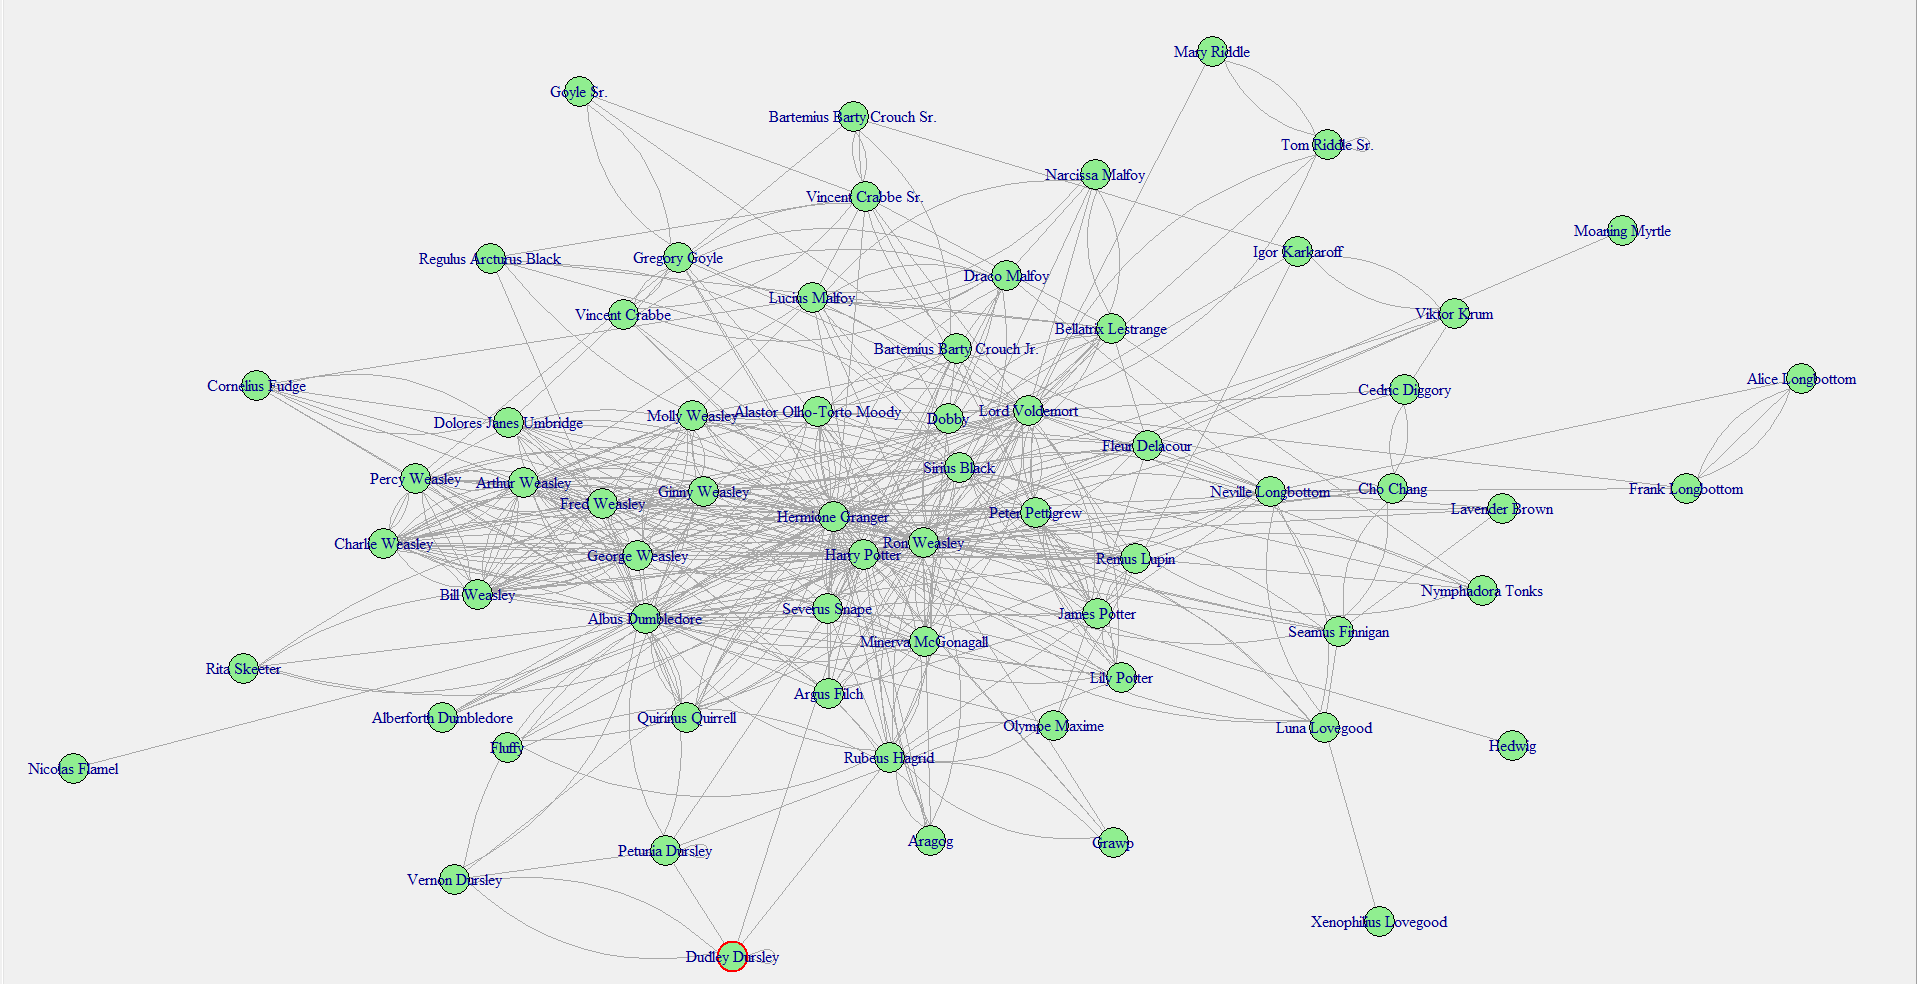 Mary Riddle
Goyle Sr.
Bartemius Barty Crouch Sr.
Tom Riddle Sr.
Narcissa Malfoy
Vincent Crabbe Sr.
Moaning Myrtle
Igor Karkaroff
Regulus Arcturus Black
Gregory Goyle
Draco Malfoy
Lucius Malfoy
Vincent Crabbe
Viktor Krum
Bellatrix Lestrange
Bartemius Barty Crouch Jr.
Cornelius Fudge
Alice Longbottom
Cedric Diggory
Dolores Janes Umbridge
Molly Weasley
Alastor Olho-Torto Moody
Dobby
Lord Voldemort
Fleur Delacour
Sirius Black
Percy Weasley
Arthur Weasley
Ginny Weasley
Neville Longbottom
Cho Chang
Frank Longbottom
Fred Weasley
Lavender Brown
Hermione Granger
Peter Pettigrew
Charlie Weasley
Ron Weasley
George Weasley
Harry Potter
Remus Lupin
Bill Weasley
Nymphadora Tonks
Albus Dumbledore
Severus Snape
James Potter
Seamus Finnigan
Minerva McGonagall
Rita Skeeter
Lily Potter
Argus Filch
Alberforth Dumbledore
Quirinus Quirrell
Olympe Maxime
Luna Lovegood
Fluffy
Hedwig
Rubeus Hagrid
Nicolas Flamel
Petunia Dursley
Aragog
Grawp
Vernon Dursley
Xenophilius Lovegood
Dudley Dursley